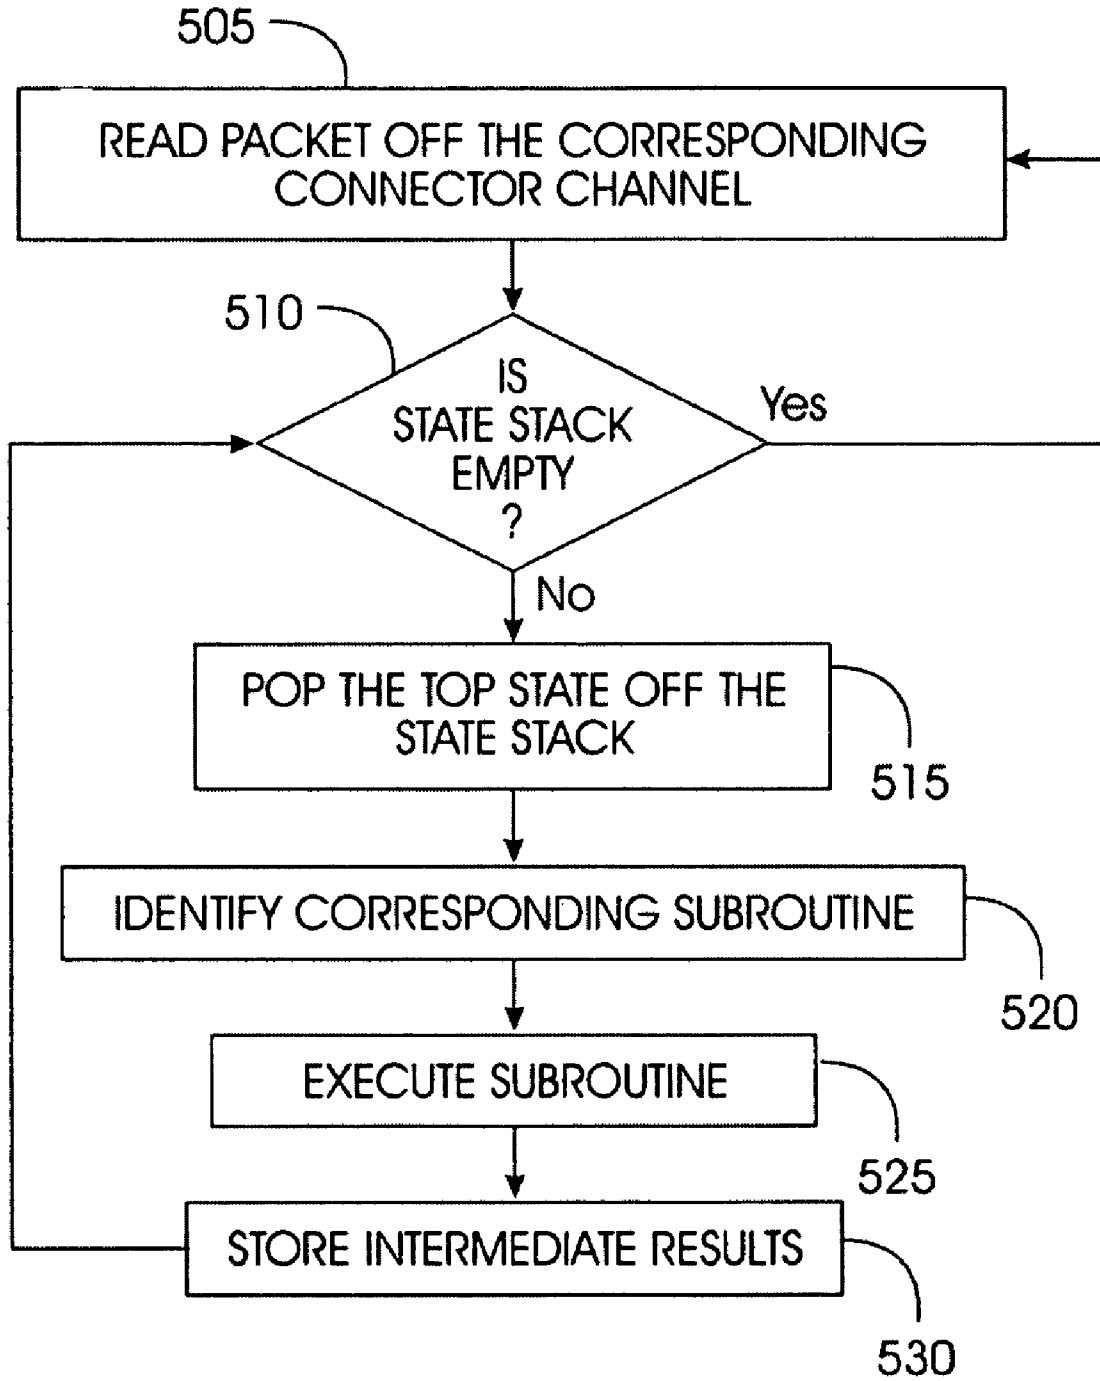 505
READ PACKET OFF THE CORRESPONDING
CONNECTOR CHANNEL
510
IS
STATE STACK
EMPTY
?
Yes
No
POP THE TOP STATE OFF THE
STATE STACK
515
IDENTIFY CORRESPONDING SUBROUTINE
520
EXECUTE SUBROUTINE
525
STORE INTERMEDIATE RESULTS
530